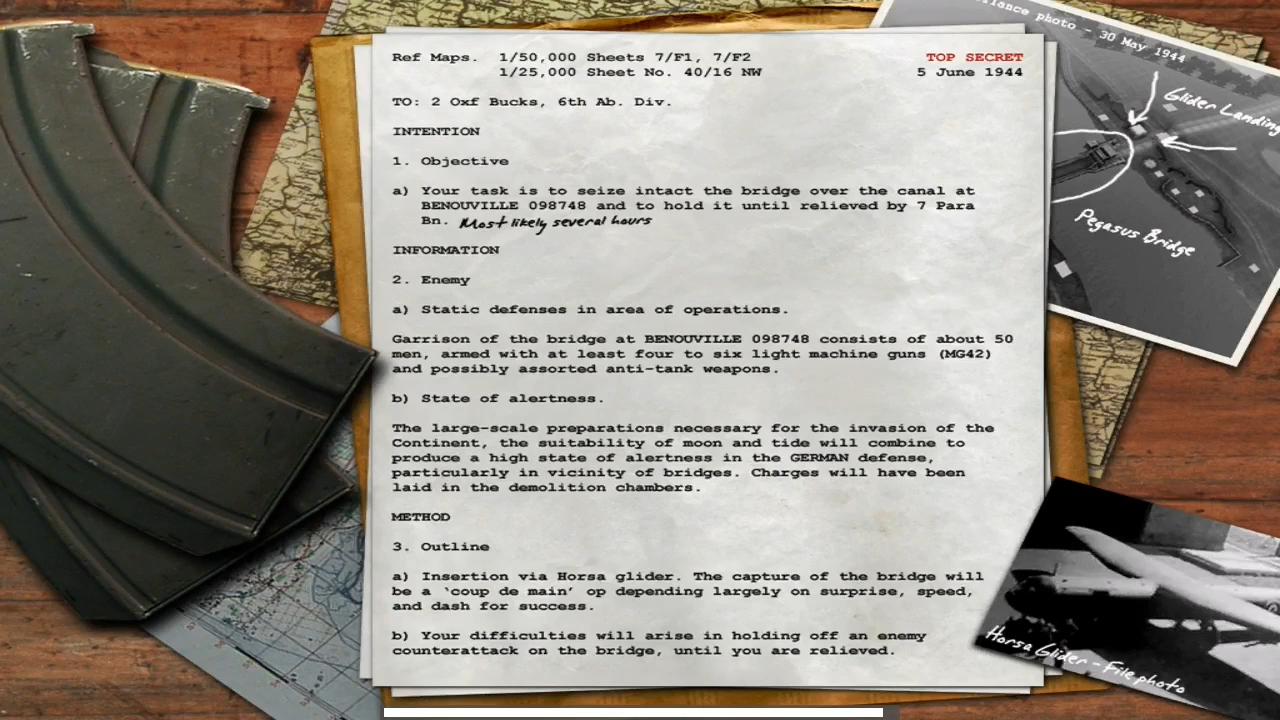 Ref Maps. 1/50,000 Sheets 7/F1, 7/F2
TOP SECRET
1/25,000 Sheet No. 40/16 NW
5 June 1944
TO: 2 Oxf Bucks, 6th Ab. Div.
INTENTION
1. Objective
a) Your task is to seize intact the bridge over the canal at
BENOUVILLE 098748 and to hold it until relieved by 7 Para
Bn. Most likely several hours
INFORMATION
2. Enemy
a) Static defenses in area of operations.
Garrison of the bridge at BENOUVILLE 098748 consists of about 50
men, armed with at least four to six light machine guns (MG42)
and possibly assorted anti-tank weapons.
b) State of alertness.
The large-scale preparations necessary for the invasion of the
Continent, the suitability of moon and tide will combine to
produce a high state of alertness in the GERMAN defense,
particularly in vicinity of bridges. Charges will have been
laid in the demolition chambers.
METHOD
3. Outline
a) Insertion via Horsa glider. The capture of the bridge will
be a `coup de main' op depending largely on surprise, speed,
and dash for success.
b) Your difficulties will arise in holding off an enemy
counterattack on the bridge, until you are relieved.
photo - 30 May 1944
Glider Landing
Pegasus Bridge
Horsa Glider - File photo